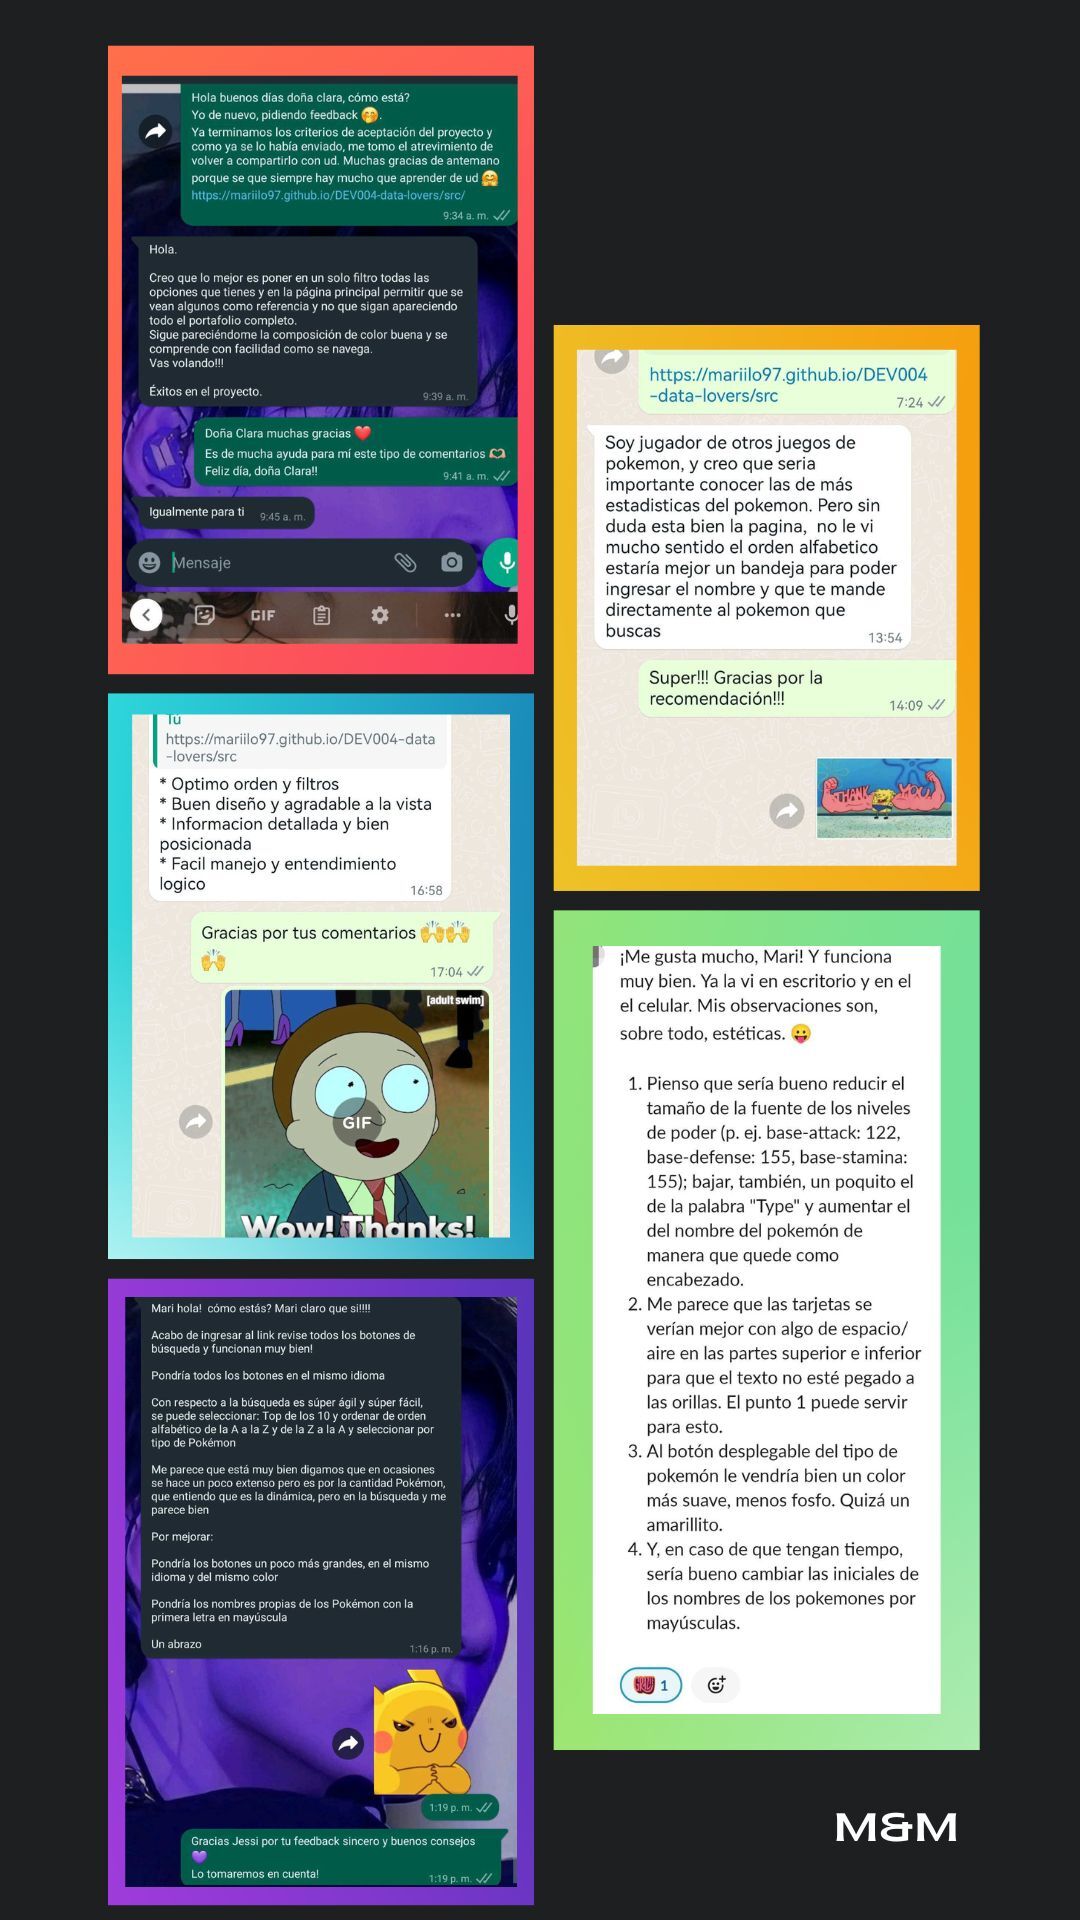 Hola buenos días doña clara, cómo está?
Yo de nuevo, pidiendo feedback 🤭.
Ya terminamos los criterios de aceptación del proyecto y
como ya se lo había enviado, me tomo el atrevimiento de
volver a compartirlo con ud. Muchas gracias de antemano
porque se que siempre hay mucho que aprender de ud 🤗
https://mariilo97.github.io/DEV004-data-lovers/src/
9:34 a. m.
Hola.
Creo que lo mejor es poner en un solo filtro todas las
opciones que tienes y en la página principal permitir que se
vean algunos como referencia y no que sigan apareciendo
todo el portafolio completo.
Sigue pareciéndome la composición de color buena y se
comprende con facilidad como se navega.
Vas volando!!!
Éxitos en el proyecto.
9:39 a. m.
Doña Clara muchas gracias ❤️
Es de mucha ayuda para mí este tipo de comentarios 🫶
Feliz día, doña Clara!!
9:41 a. m.
Igualmente para ti
9:45 a. m.
Mensaje
GIF
https://mariilo97.github.io/DEV004
-data-lovers/src
7:24
Soy jugador de otros juegos de
pokemon, y creo que seria
importante conocer las de más
estadisticas del pokemon. Pero sin
duda esta bien la pagina, no le vi
mucho sentido el orden alfabetico
estaría mejor un bandeja para poder
ingresar el nombre y que te mande
directamente al pokemon que
buscas
13:54
Super!!! Gracias por la
recomendación!!!
14:09
THANK YOU
Tú
https://mariilo97.github.io/DEV004-data
-lovers/src
* Optimo orden y filtros
* Buen diseño y agradable a la vista
* Informacion detallada y bien
posicionada
* Facil manejo y entendimiento
logico
16:58
Gracias por tus comentarios 🙌🙌
🙌
17:04
[adult swim]
GIF
Wow! Thanks!
¡Me gusta mucho, Mari! Y funciona
muy bien. Ya la vi en escritorio y en el
el celular. Mis observaciones son,
sobre todo, estéticas. 😛
1. Pienso que sería bueno reducir el
tamaño de la fuente de los niveles
de poder (p. ej. base-attack: 122,
base-defense: 155, base-stamina:
155); bajar, también, un poquito el
de la palabra "Type" y aumentar el
del nombre del pokemón de
manera que quede como
encabezado.
2. Me parece que las tarjetas se
verían mejor con algo de espacio/
aire en las partes superior e inferior
para que el texto no esté pegado a
las orillas. El punto 1 puede servir
para esto.
3. Al botón desplegable del tipo de
pokemón le vendría bien un color
más suave, menos fosfo. Quizá un
amarillito.
4. Y, en caso de que tengan tiempo,
sería bueno cambiar las iniciales de
los nombres de los pokemones por
mayúsculas.
1
Mari hola! cómo estás? Mari claro que si!!!!
Acabo de ingresar al link revise todos los botones de
búsqueda y funcionan muy bien!
Pondría todos los botones en el mismo idioma
Con respecto a la búsqueda es súper ágil y súper fácil,
se puede seleccionar: Top de los 10 y ordenar de orden
alfabético de la A a la Z y de la Z a la A y seleccionar por
tipo de Pokémon
Me parece que está muy bien digamos que en ocasiones
se hace un poco extenso pero es por la cantidad Pokémon,
que entiendo que es la dinámica, pero en la búsqueda y me
parece bien
Por mejorar:
Pondría los botones un poco más grandes, en el mismo
idioma y del mismo color
Pondría los nombres propias de los Pokémon con la
primera letra en mayúscula
Un abrazo
1:16 p. m.
1:19 p. m.
Gracias Jessi por tu feedback sincero y buenos consejos
💜
Lo tomaremos en cuenta!
1:19 p. m.
M&M